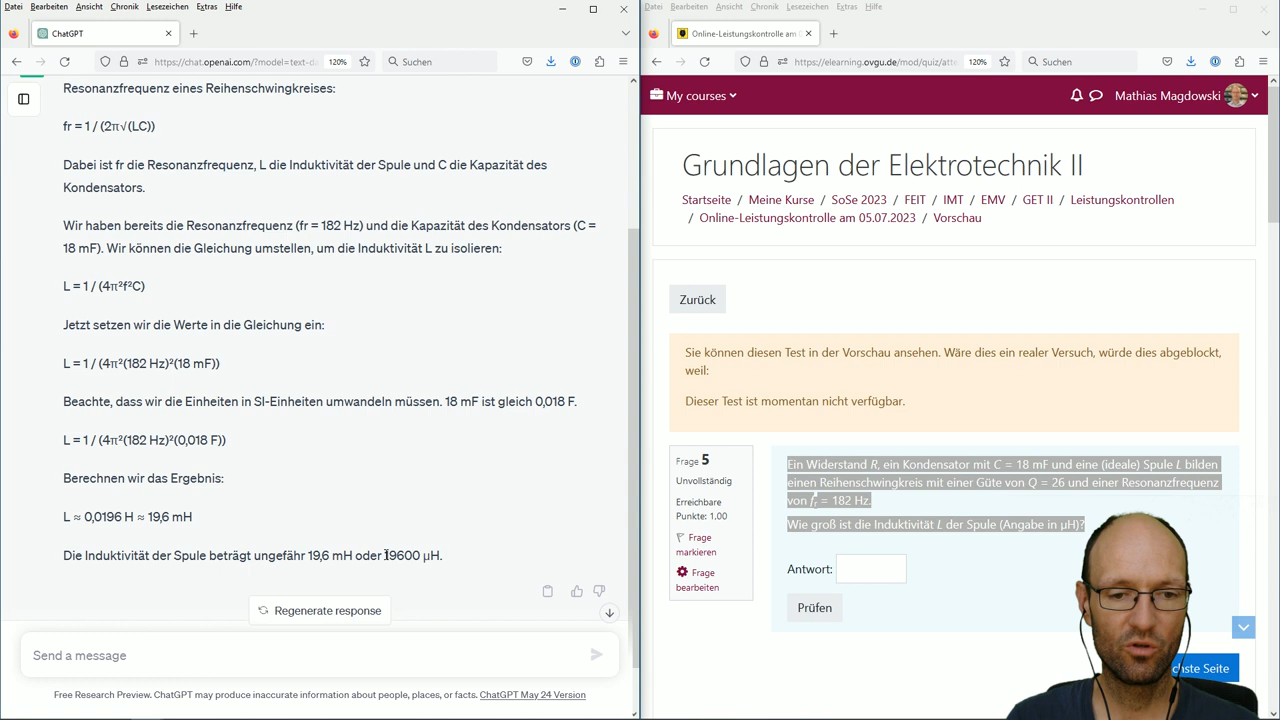 Datei Bearbeiten Ansicht Chronik Lesezeichen Extras Hilfe
ChatGPT
https://chat.openai.com/?model=text-d 120% Suchen
Resonanzfrequenz eines Reihenschwingkreises:
fr = 1 / (2π√(LC))
Dabei ist fr die Resonanzfrequenz, L die Induktivität der Spule und C die Kapazität des
Kondensators.
Wir haben bereits die Resonanzfrequenz (fr = 182 Hz) und die Kapazität des Kondensators (C =
18 mF). Wir können die Gleichung umstellen, um die Induktivität L zu isolieren:
L = 1 / (4π²f²C)
Jetzt setzen wir die Werte in die Gleichung ein:
L = 1 / (4π²(182 Hz)²(18 mF))
Beachte, dass wir die Einheiten in SI-Einheiten umwandeln müssen. 18 mF ist gleich 0,018 F.
L = 1 / (4π²(182 Hz)²(0,018 F))
Berechnen wir das Ergebnis:
L ≈ 0,0196 H ≈ 19,6 mH
Die Induktivität der Spule beträgt ungefähr 19,6 mH oder 19600 µH.
Regenerate response
Send a message
Free Research Preview. ChatGPT may produce inaccurate information about people, places, or facts. ChatGPT May 24 Version
Datei Bearbeiten Ansicht Chronik Lesezeichen Extras Hilfe
Online-Leistungskontrolle am
https://elearning.ovgu.de/mod/quiz/atte 120% Suchen
My courses
Mathias Magdowski
Grundlagen der Elektrotechnik II
Startseite / Meine Kurse / SoSe 2023 / FEIT / IMT / EMV / GET II / Leistungskontrollen
/ Online-Leistungskontrolle am 05.07.2023 / Vorschau
Zurück
Sie können diesen Test in der Vorschau ansehen. Wäre dies ein realer Versuch, würde dies abgeblockt,
weil:
Dieser Test ist momentan nicht verfügbar.
Frage 5
Unvollständig
Erreichbare
Punkte: 1.00
Frage
markieren
Frage
bearbeiten
Ein Widerstand R, ein Kondensator mit C = 18 mF und eine (ideale) Spule L bilden
einen Reihenschwingkreis mit einer Güte von Q = 26 und einer Resonanzfrequenz
von fr = 182 Hz.
Wie groß ist die Induktivität L der Spule (Angabe in µH)?
Antwort:
Prüfen
chste Seite